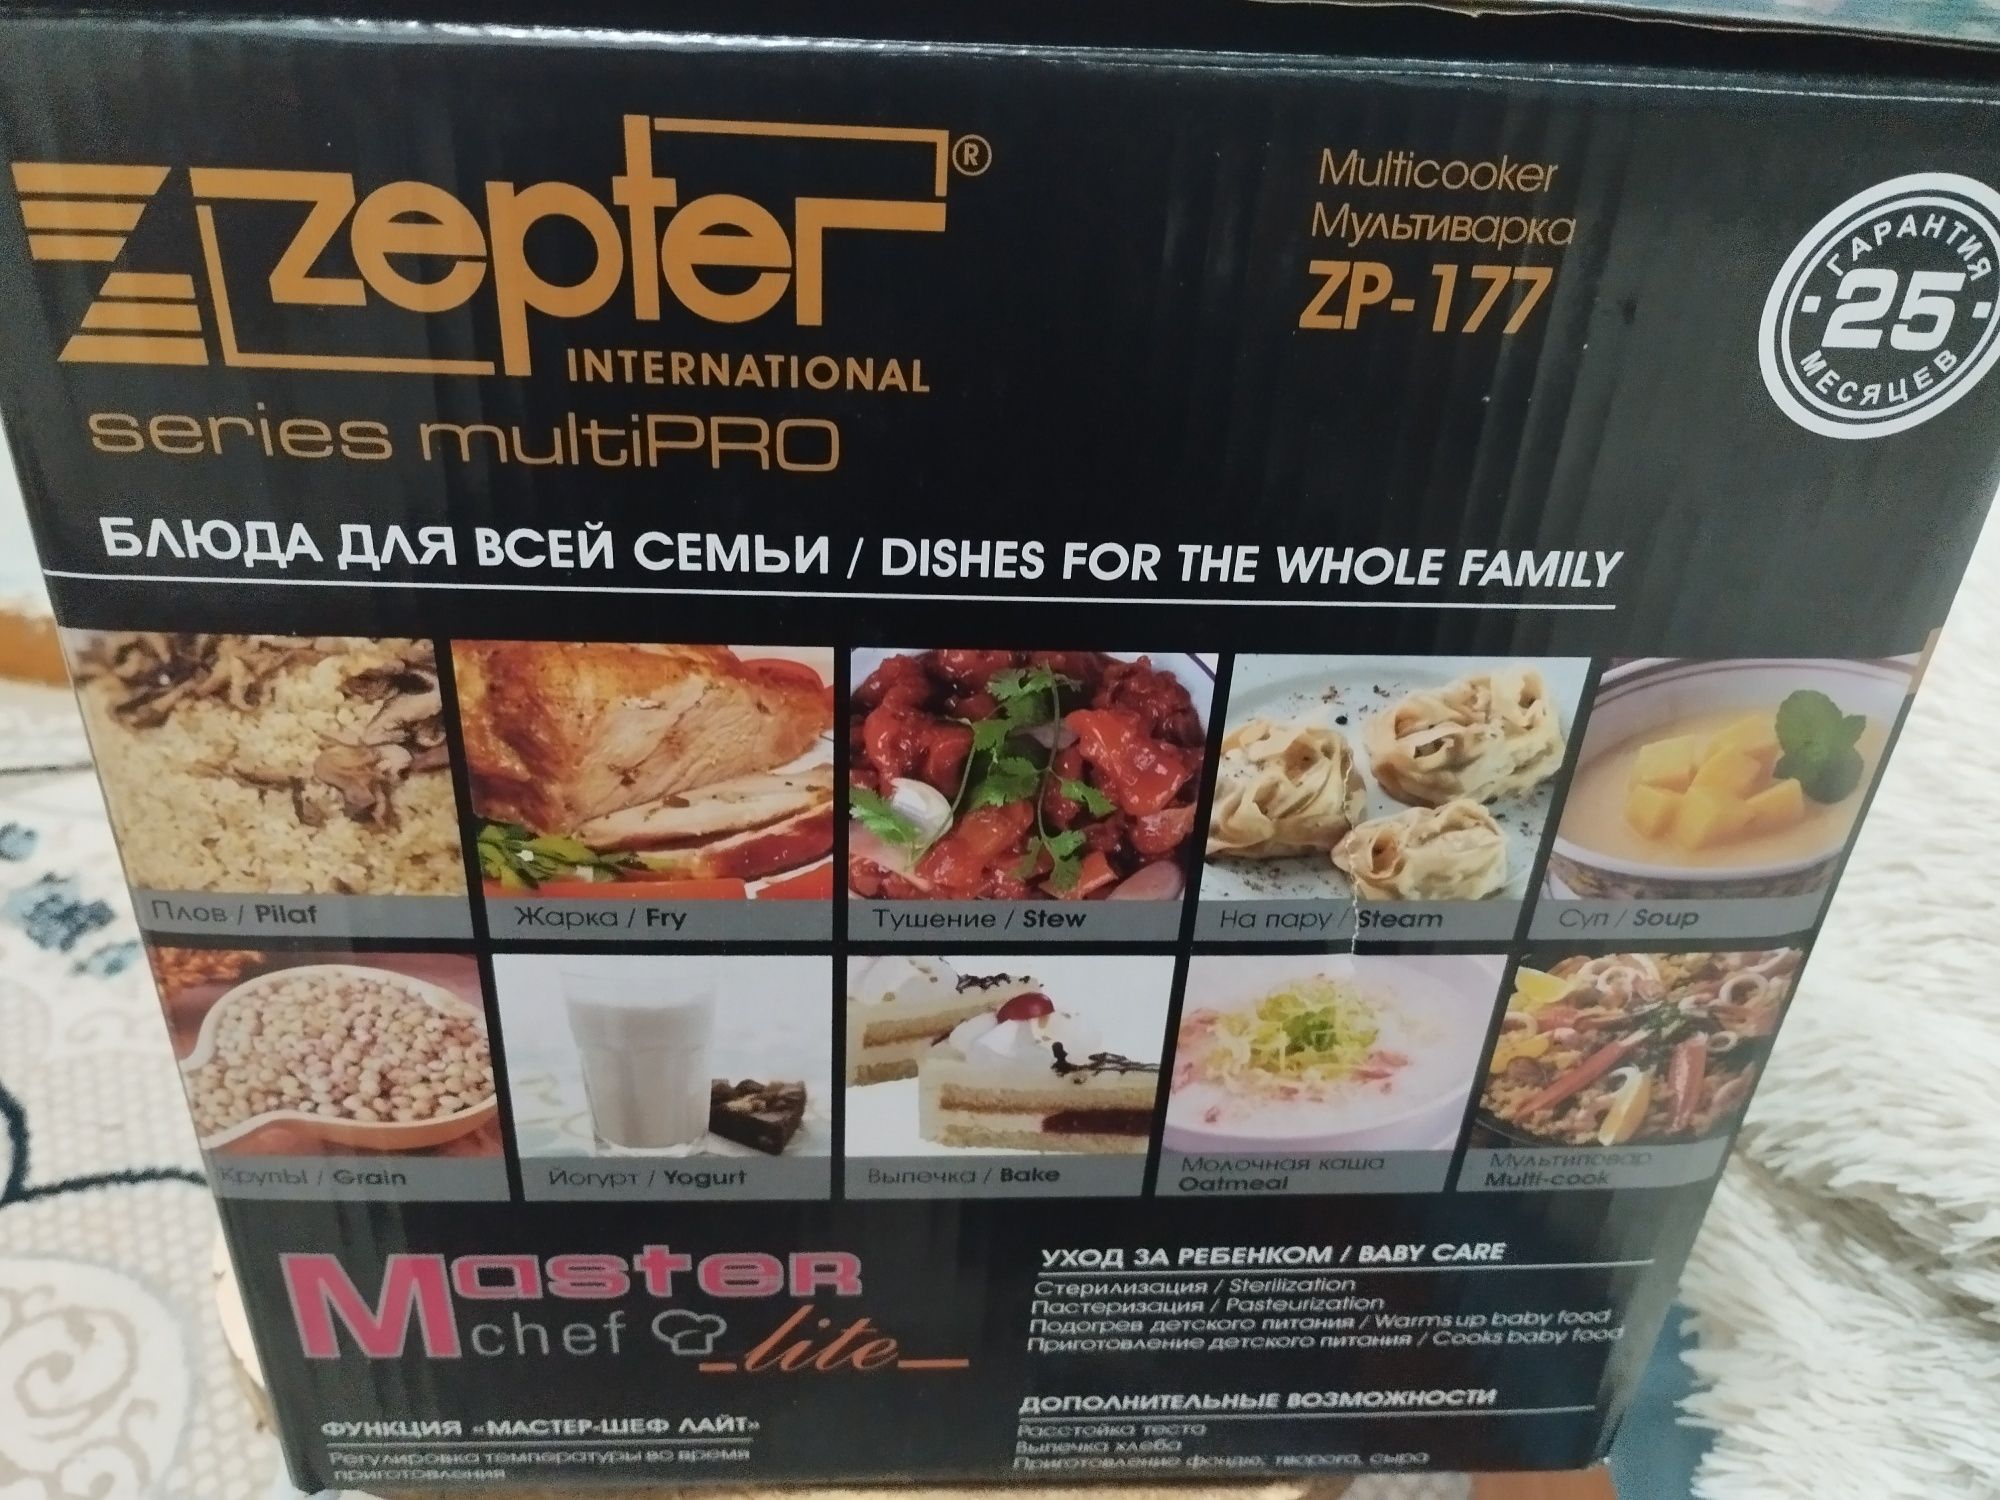 zepter®
INTERNATIONAL
series multiPRO
Multicooker
Мультиварка
ZP-177
ГАРАНТИЯ
25
МЕСЯЦЕВ
БЛЮДА ДЛЯ ВСЕЙ СЕМЬИ / DISHES FOR THE WHOLE FAMILY
Плов / Pilaf
Жарка / Fry
Тушение / Stew
На пару / Steam
Суп / Soup
Крупы / Grain
Йогурт / Yogurt
Выпечка / Bake
Молочная каша
Oatmeal
Мультиповар
Multi-cook
Master
chef lite
ФУНКЦИЯ «МАСТЕР-ШЕФ ЛАЙТ»
Регулировка температуры во время
приготовления
УХОД ЗА РЕБЕНКОМ / BABY CARE
Стерилизация / Sterilization
Пастеризация / Pasteurization
Подогрев детского питания / Warms up baby food
Приготовление детского питания / Cooks baby food
ДОПОЛНИТЕЛЬНЫЕ ВОЗМОЖНОСТИ
Расстойка теста
Выпечка хлеба
Приготовление фондю, творога, сыра